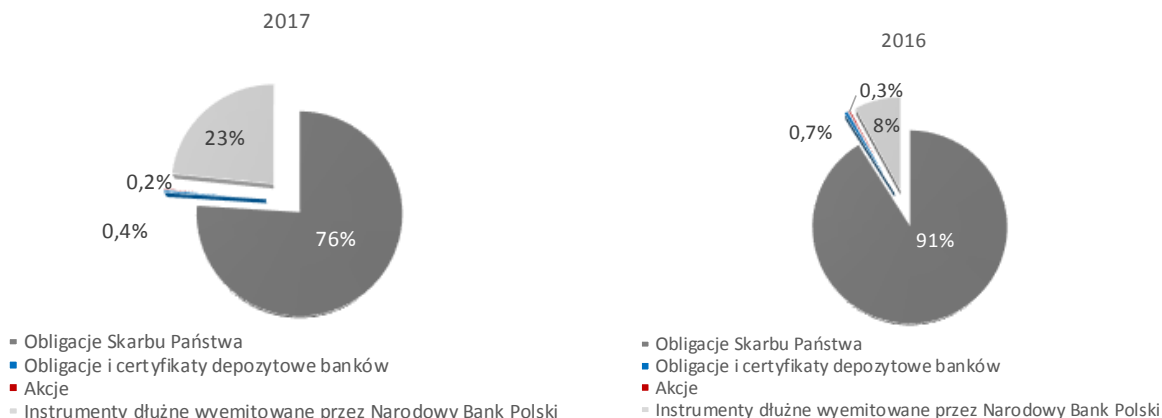 2017
23%
0,2%
0,4%
76%
Obligacje Skarbu Państwa
Obligacje i certyfikaty depozytowe banków
Akcje
Instrumenty dłużne wyemitowane przez Narodowy Bank Polski
2016
0,3%
0,7%
8%
91%
Obligacje Skarbu Państwa
Obligacje i certyfikaty depozytowe banków
Akcje
Instrumenty dłużne wyemitowane przez Narodowy Bank Polski